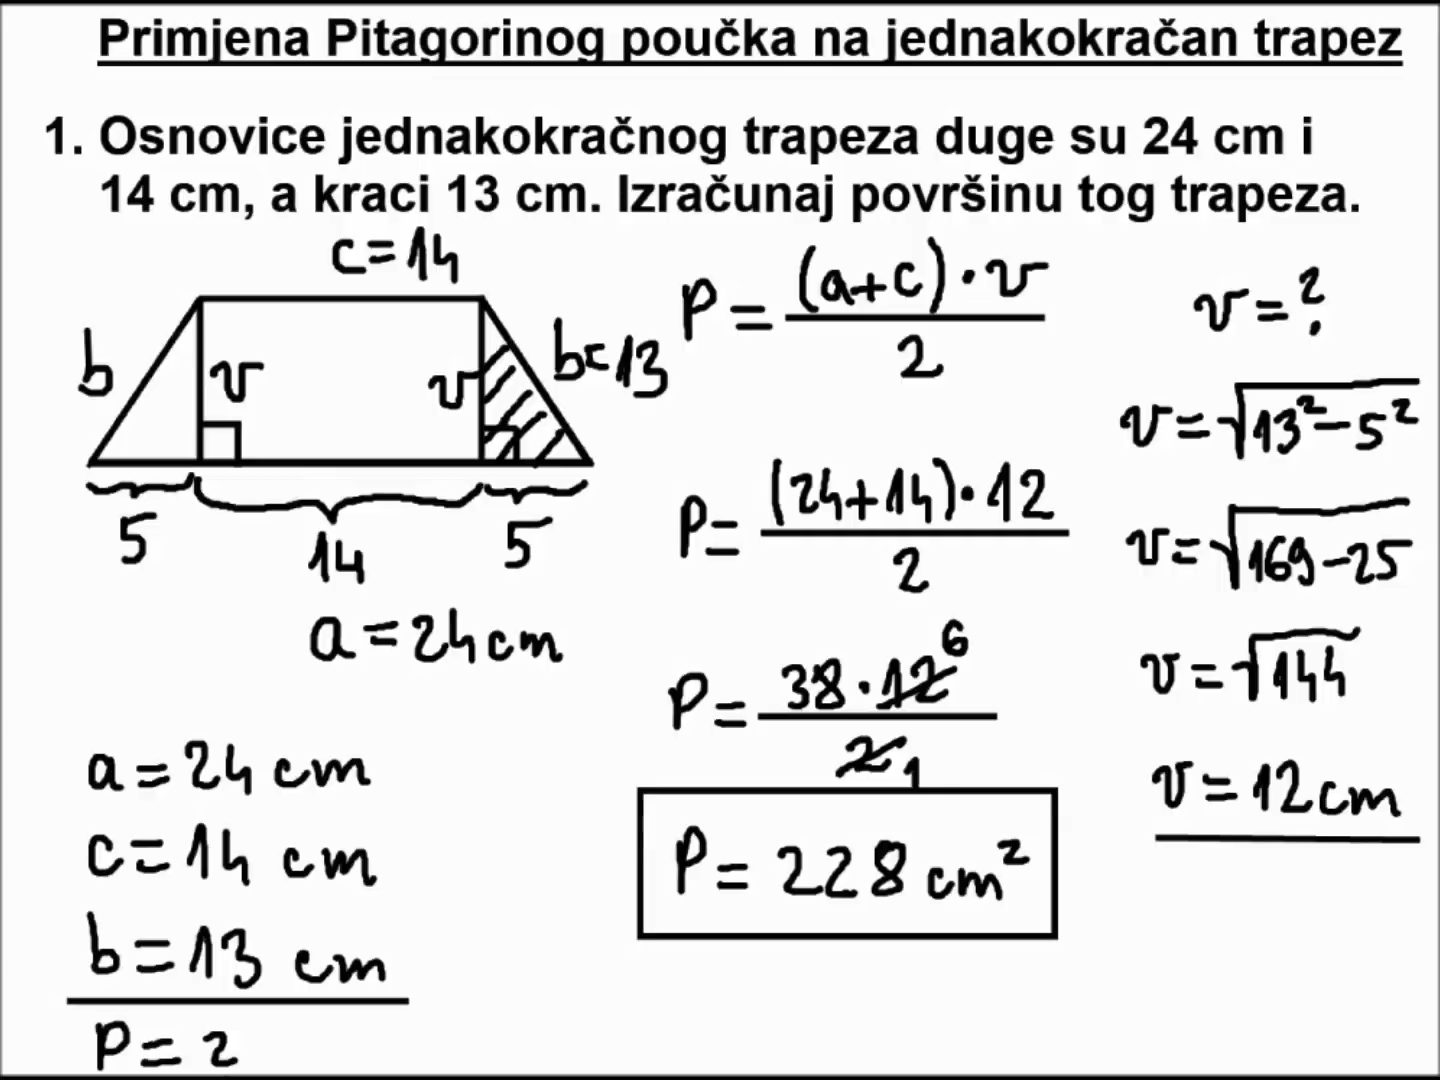 Primjena Pitagorinog poučka na jednakokračan trapez
1. Osnovice jednakokračnog trapeza duge su 24 cm i
14 cm, a kraci 13 cm. Izračunaj površinu tog trapeza.
c=14
b
v
v
b=13
5
14
5
a=24cm
a=24 cm
c=14 cm
b=13 cm
P=2
P=(a+c)·v
2
P=(24+14)·12
2
P=38·12 6
2 1
P=228 cm²
v=?
v=√13²-5²
v=√169-25
v=√144
v=12cm